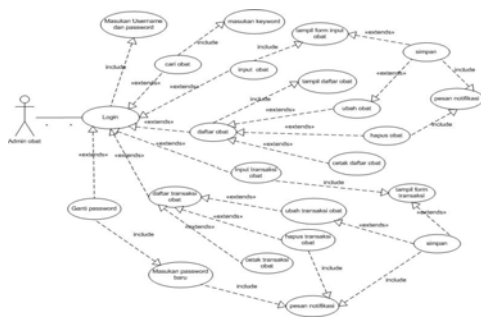 Masukan Username
dan password
masukan keyword
tampil form input
obat
include
cari obat
include
include
«extends»
simpan
input obat
include
«extends»
«extends»
include
«extends»
tampil daftar obat
Login
«extends»
ubah obat
pesan notifikasi
«extends»
daftar obat
«extends»
include
Admin obat
hapus obat
«extends»
«extends»
«extends»
«extends»
cetak daftar obat
input transaksi
obat
include
tampil form
transaksi
daftar transaksi
obat
«extends»
Ganti password
«extends»
ubah transaksi obat
«extends»
«extends»
«extends»
hapus transaksi
obat
simpan
include
cetak transaksi
obat
Masukan password
baru
include
include
include
pesan notifikasi